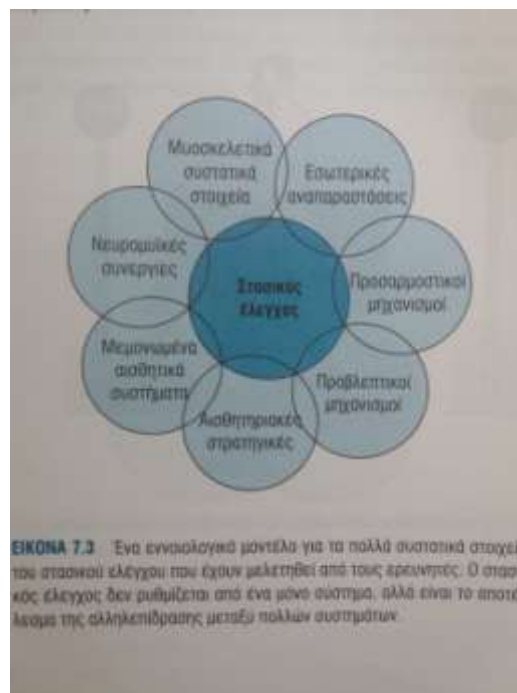 Μυοσκελετικά
συστατικά
στοιχεία
Εσωτερικές
αναπαραστάσεις
Νευρομυϊκές
συνεργίες
Στασικός
έλεγχος
Προσαρμοστικοί
μηχανισμοί
Μεμονωμένα
αισθητικά
συστήματα
Προβλεπτικοί
μηχανισμοί
Αισθητηριακές
στρατηγικές
ΕΙΚΟΝΑ 7.3 Ένα εννοιολογικό μοντέλο για τα πολλά συστατικά στοιχεί
του στασικού ελέγχου που έχουν μελετηθεί από τους ερευνητές. Ο στασι
κός έλεγχος δεν ρυθμίζεται από ένα μόνο σύστημα, αλλά είναι το αποτέ
λεσμα της αλληλεπίδρασης μεταξύ πολλών συστημάτων.